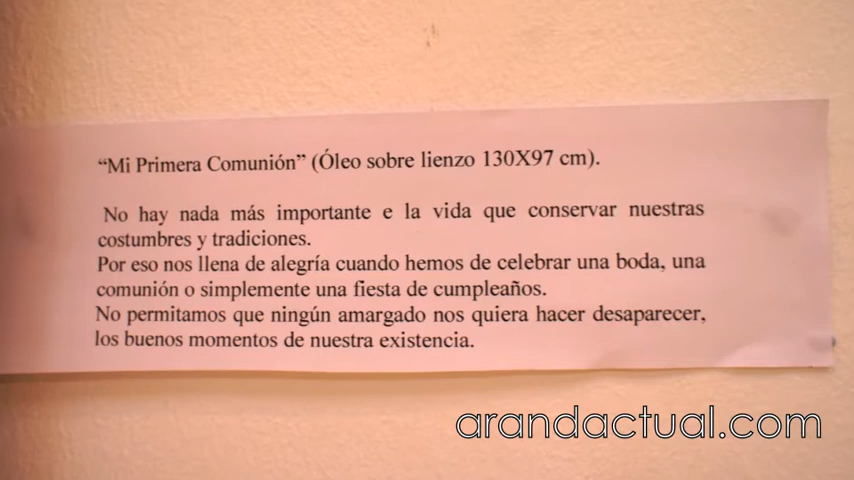 “Mi Primera Comunión” (Óleo sobre lienzo 130X97 cm).
No hay nada más importante e la vida que conservar nuestras
costumbres y tradiciones.
Por eso nos llena de alegría cuando hemos de celebrar una boda, una
comunión o simplemente una fiesta de cumpleaños.
No permitamos que ningún amargado nos quiera hacer desaparecer,
los buenos momentos de nuestra existencia.
arandactual.com